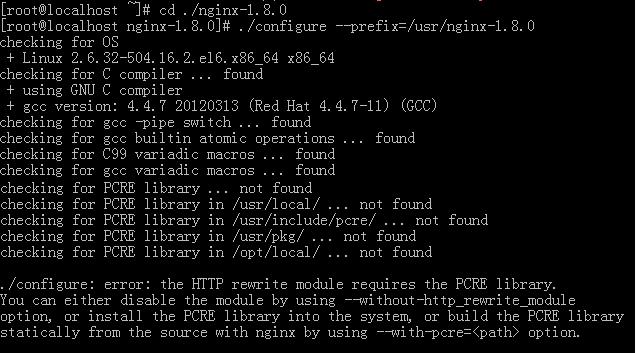 [root@localhost ~]# cd ./nginx-1.8.0
[root@localhost nginx-1.8.0]# ./configure --prefix=/usr/nginx-1.8.0
checking for OS
 + Linux 2.6.32-504.16.2.el6.x86_64 x86_64
checking for C compiler ... found
 + using GNU C compiler
 + gcc version: 4.4.7 20120313 (Red Hat 4.4.7-11) (GCC)
checking for gcc -pipe switch ... found
checking for gcc builtin atomic operations ... found
checking for C99 variadic macros ... found
checking for gcc variadic macros ... found
checking for PCRE library ... not found
checking for PCRE library in /usr/local/ ... not found
checking for PCRE library in /usr/include/pcre/ ... not found
checking for PCRE library in /usr/pkg/ ... not found
checking for PCRE library in /opt/local/ ... not found

./configure: error: the HTTP rewrite module requires the PCRE library.
You can either disable the module by using --without-http_rewrite_module
option, or install the PCRE library into the system, or build the PCRE library
statically from the source with nginx by using --with-pcre=<path> option.